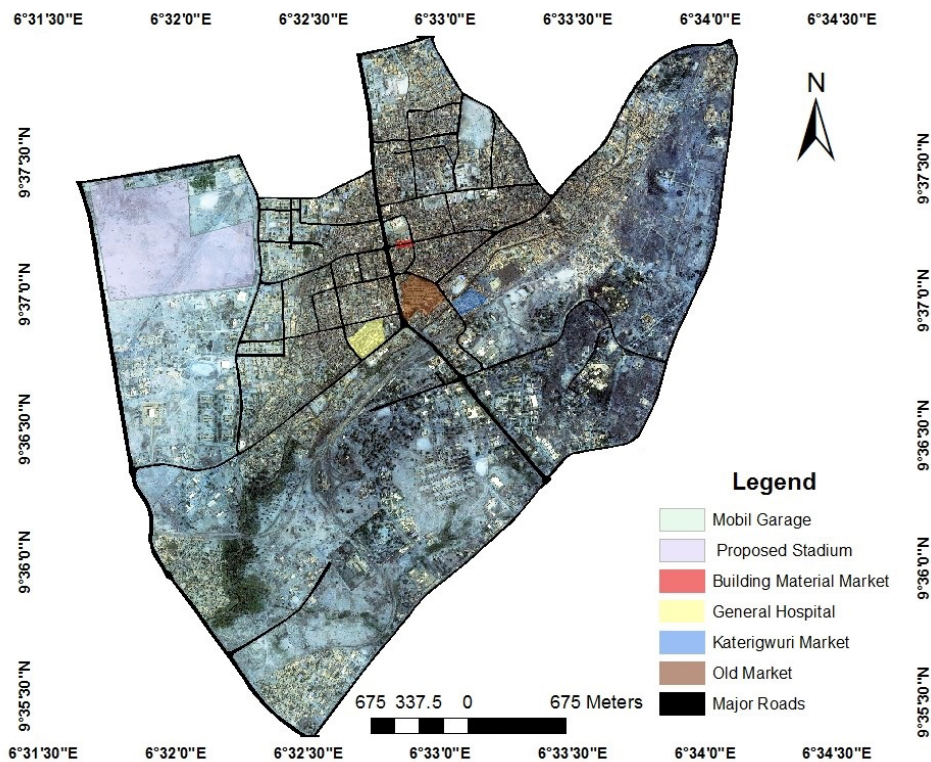 6°31'30"E 6°32'0"E 6°32'30"E 6°33'0"E 6°33'30"E 6°34'0"E 6°34'30"E
N
9°37'30"N 9°37'30"N
9°37'0"N 9°37'0"N
9°36'30"N 9°36'30"N
9°36'0"N 9°36'0"N
9°35'30"N 9°35'30"N
Legend
Mobil Garage
Proposed Stadium
Building Material Market
General Hospital
Katerigwuri Market
Old Market
Major Roads
675 337.5 0 675 Meters
6°31'30"E 6°32'0"E 6°32'30"E 6°33'0"E 6°33'30"E 6°34'0"E 6°34'30"E